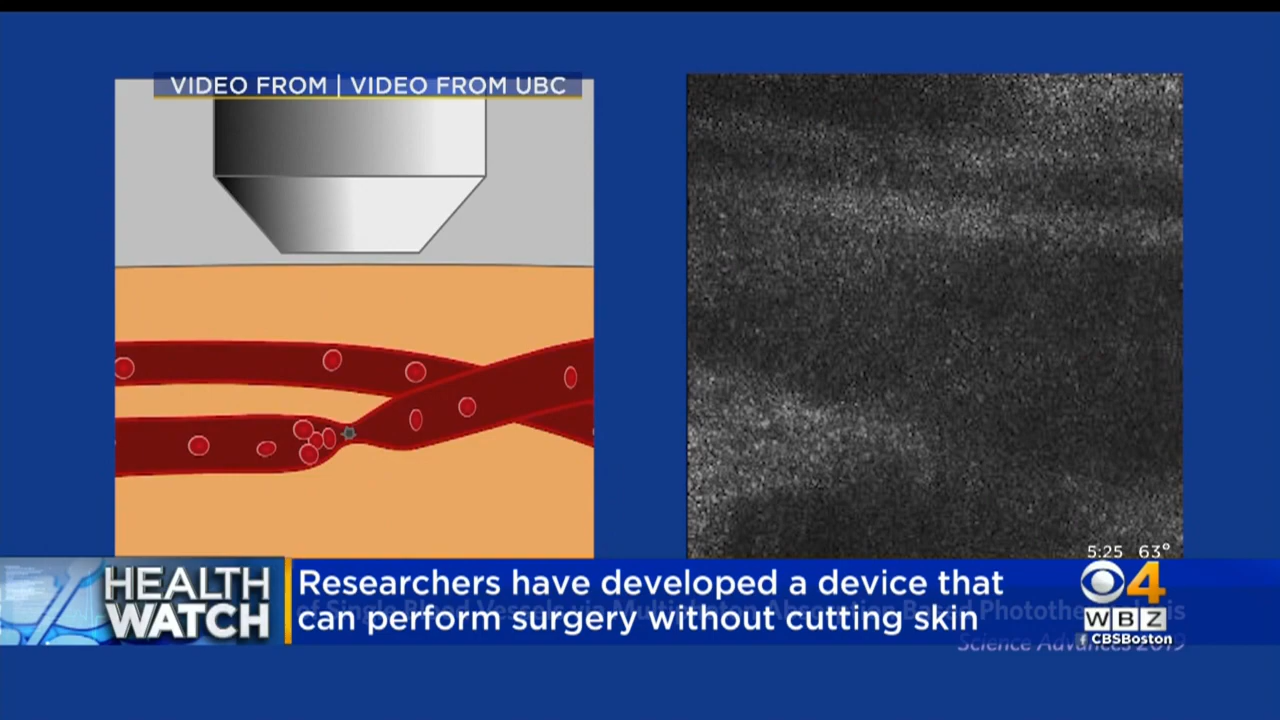 VIDEO FROM | VIDEO FROM UBC
5:25 63°
HEALTH
WATCH
Researchers have developed a device that
can perform surgery without cutting skin
4
WBZ
f CBSBoston
Science Advances 2019